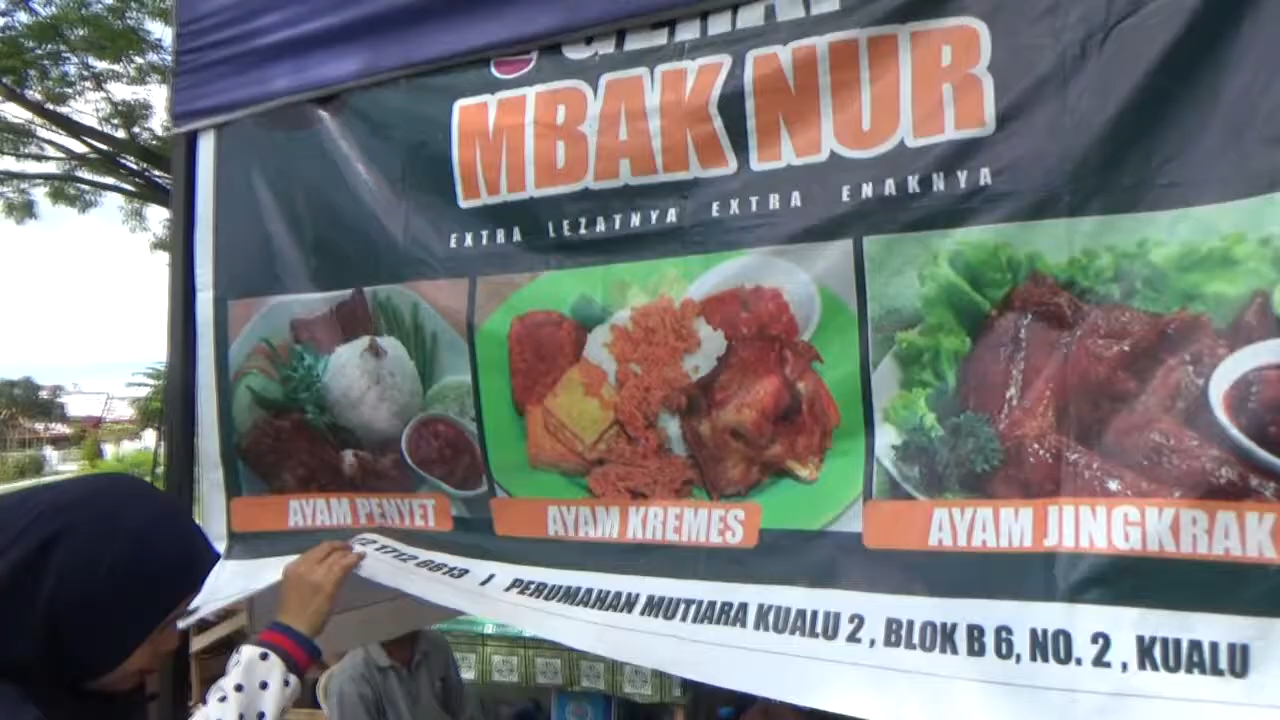 MBAK NUR
EXTRA LEZATNYA EXTRA ENAKNYA
AYAM PENYET
AYAM KREMES
AYAM JINGKRAK
2 1712 6613 | PERUMAHAN MUTIARA KUALU 2, BLOK B 6, NO. 2, KUALU